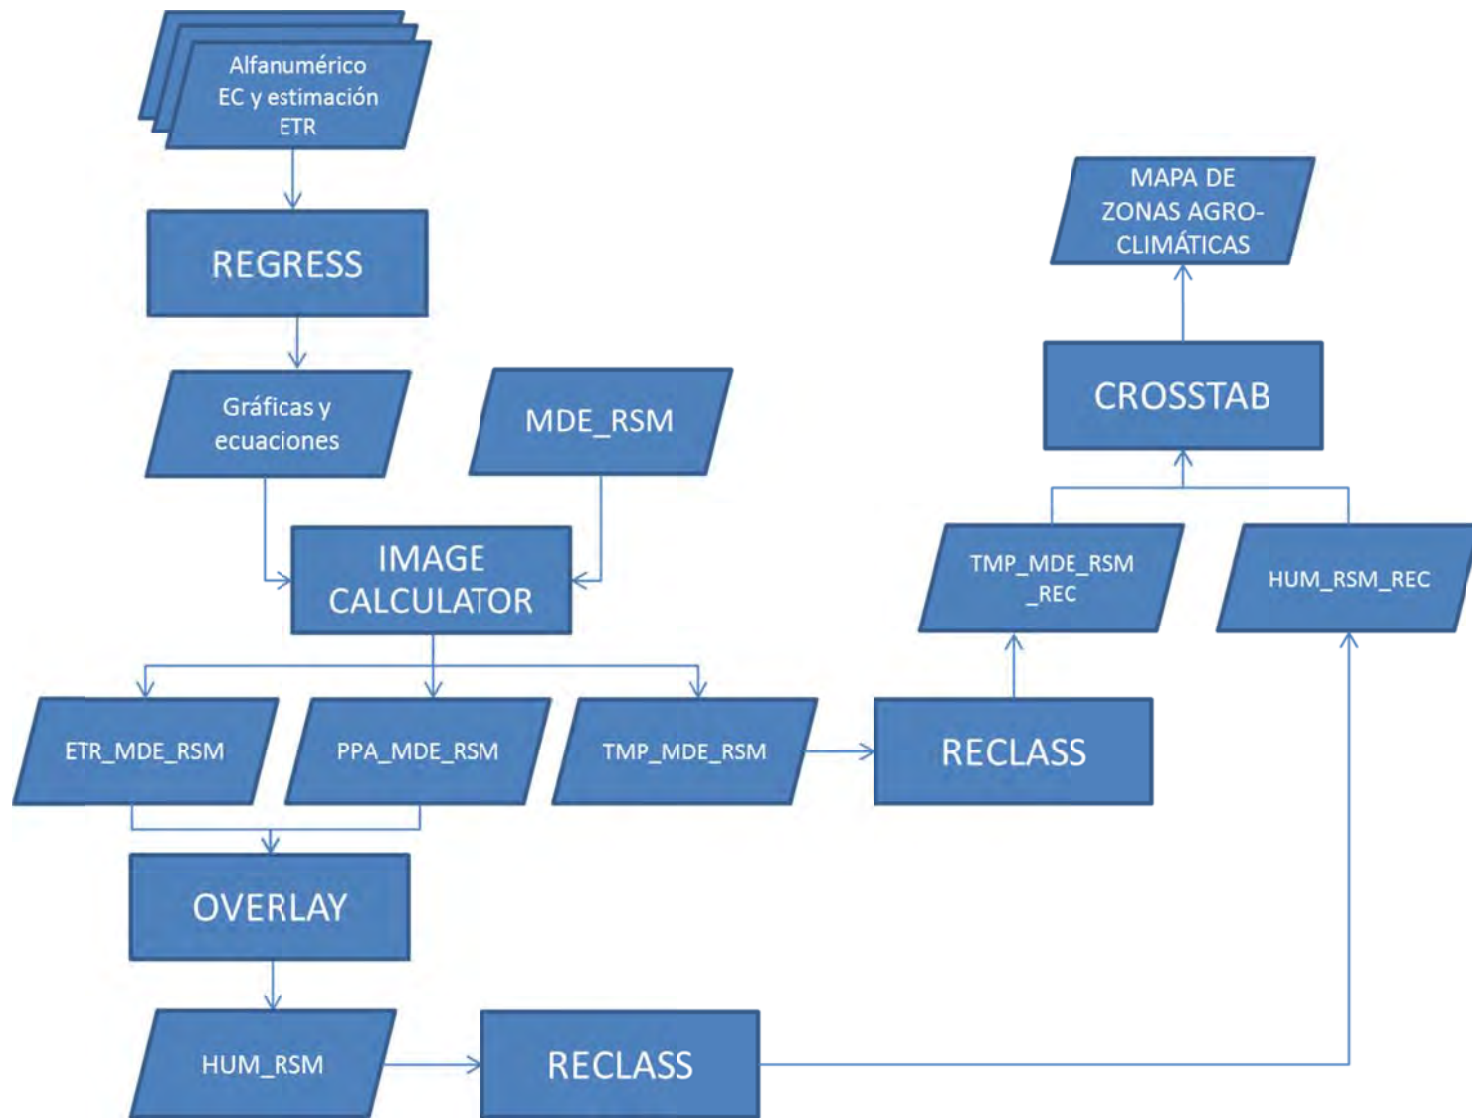 Alfanumérico
EC y estimación
ETR
REGRESS
Gráficas y
ecuaciones
MDE_RSM
IMAGE
CALCULATOR
ETR_MDE_RSM
PPA_MDE_RSM
TMP_MDE_RSM
RECLASS
OVERLAY
HUM_RSM
RECLASS
TMP_MDE_RSM
_REC
HUM_RSM_REC
CROSSTAB
MAPA DE
ZONAS AGRO-
CLIMÁTICAS